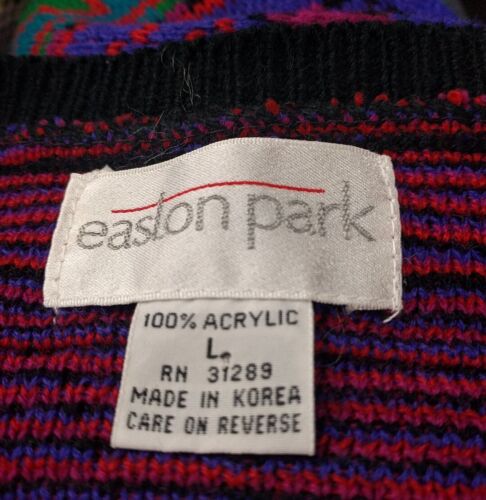 easton park
100% ACRYLIC
L
RN 31289
MADE IN KOREA
CARE ON REVERSE